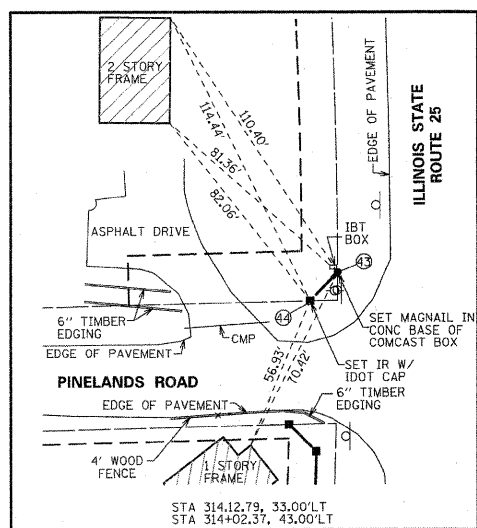 2 STORY
FRAME
114.44'
110.40'
81.36'
82.06'
EDGE OF PAVEMENT
ILLINOIS STATE
ROUTE 25
ASPHALT DRIVE
IBT
BOX
43
44
6" TIMBER
EDGING
SET MAGNAIL IN
CONC BASE OF
COMCAST BOX
EDGE OF PAVEMENT
CMP
SET IR W/
IDOT CAP
56.93'
70.42'
PINELANDS ROAD
EDGE OF PAVEMENT
6" TIMBER
EDGING
4' WOOD
FENCE
1 STORY
FRAME
STA 314.12.79, 33.00'LT
STA 314+02.37, 43.00'LT